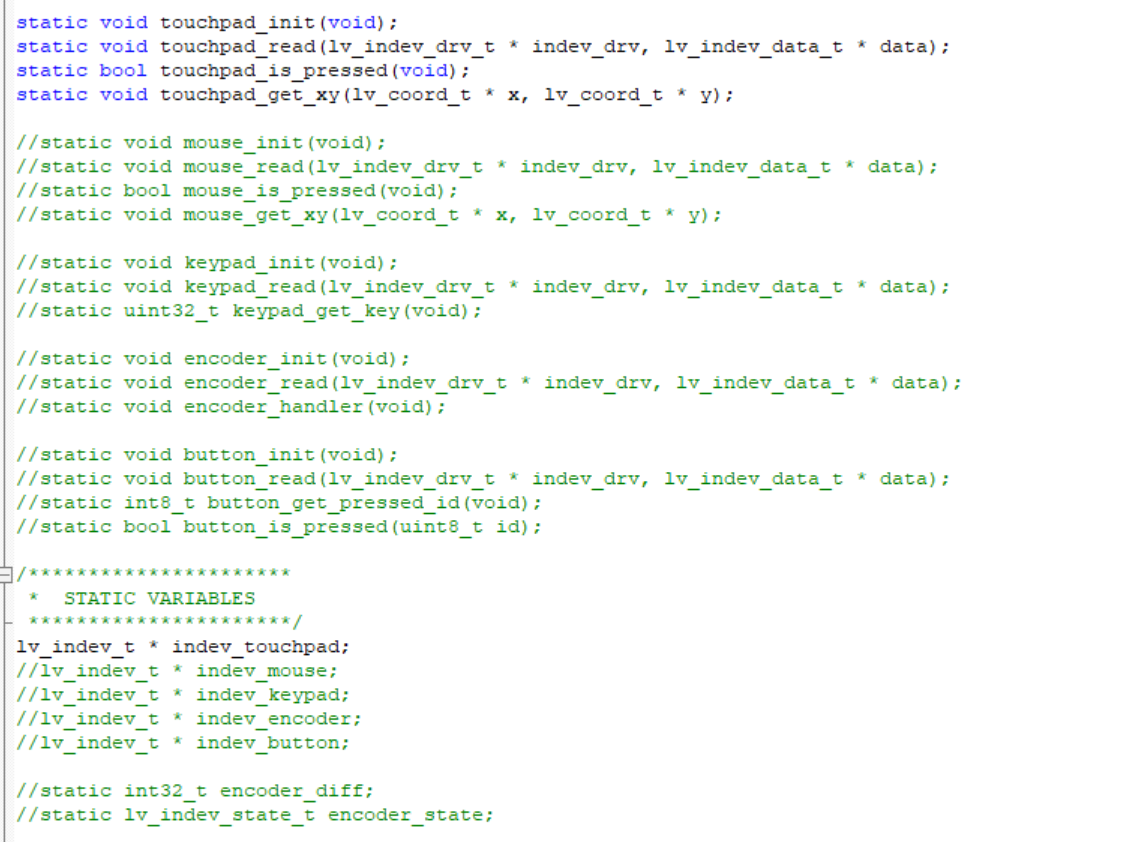 static void touchpad_init(void);
static void touchpad_read(lv_indev_drv_t * indev_drv, lv_indev_data_t * data);
static bool touchpad_is_pressed(void);
static void touchpad_get_xy(lv_coord_t * x, lv_coord_t * y);

//static void mouse_init(void);
//static void mouse_read(lv_indev_drv_t * indev_drv, lv_indev_data_t * data);
//static bool mouse_is_pressed(void);
//static void mouse_get_xy(lv_coord_t * x, lv_coord_t * y);

//static void keypad_init(void);
//static void keypad_read(lv_indev_drv_t * indev_drv, lv_indev_data_t * data);
//static uint32_t keypad_get_key(void);

//static void encoder_init(void);
//static void encoder_read(lv_indev_drv_t * indev_drv, lv_indev_data_t * data);
//static void encoder_handler(void);

//static void button_init(void);
//static void button_read(lv_indev_drv_t * indev_drv, lv_indev_data_t * data);
//static int8_t button_get_pressed_id(void);
//static bool button_is_pressed(uint8_t id);

/**********************
 *  STATIC VARIABLES
 **********************/
lv_indev_t * indev_touchpad;
//lv_indev_t * indev_mouse;
//lv_indev_t * indev_keypad;
//lv_indev_t * indev_encoder;
//lv_indev_t * indev_button;

//static int32_t encoder_diff;
//static lv_indev_state_t encoder_state;